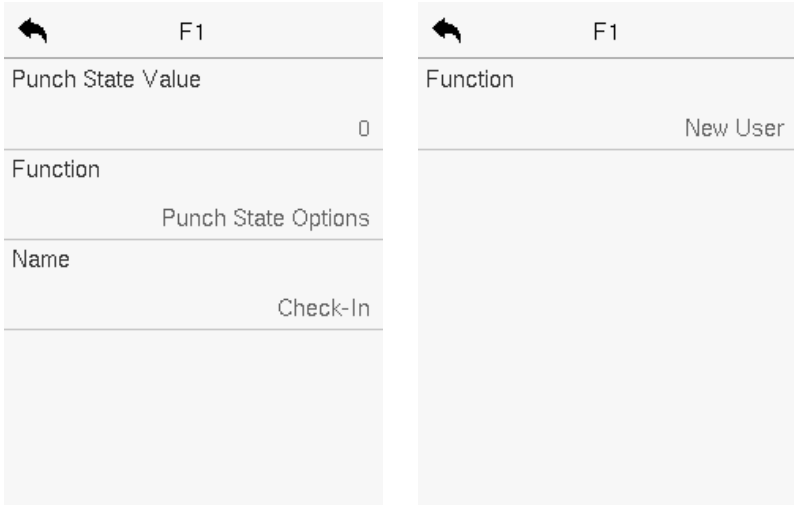 F1
Punch State Value
0
Function
Punch State Options
Name
Check-In
F1
Function
New User